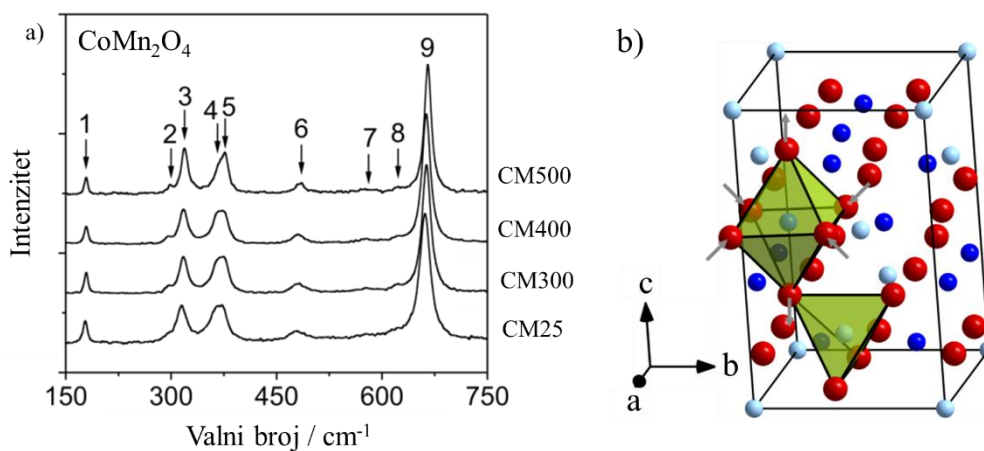 a)
CoMn₂O₄
1
2
3
4
5
6
7
8
9
CM500
CM400
CM300
CM25
Intenzitet
150 300 450 600 750
Valni broj / cm⁻¹
b)
c
b
a